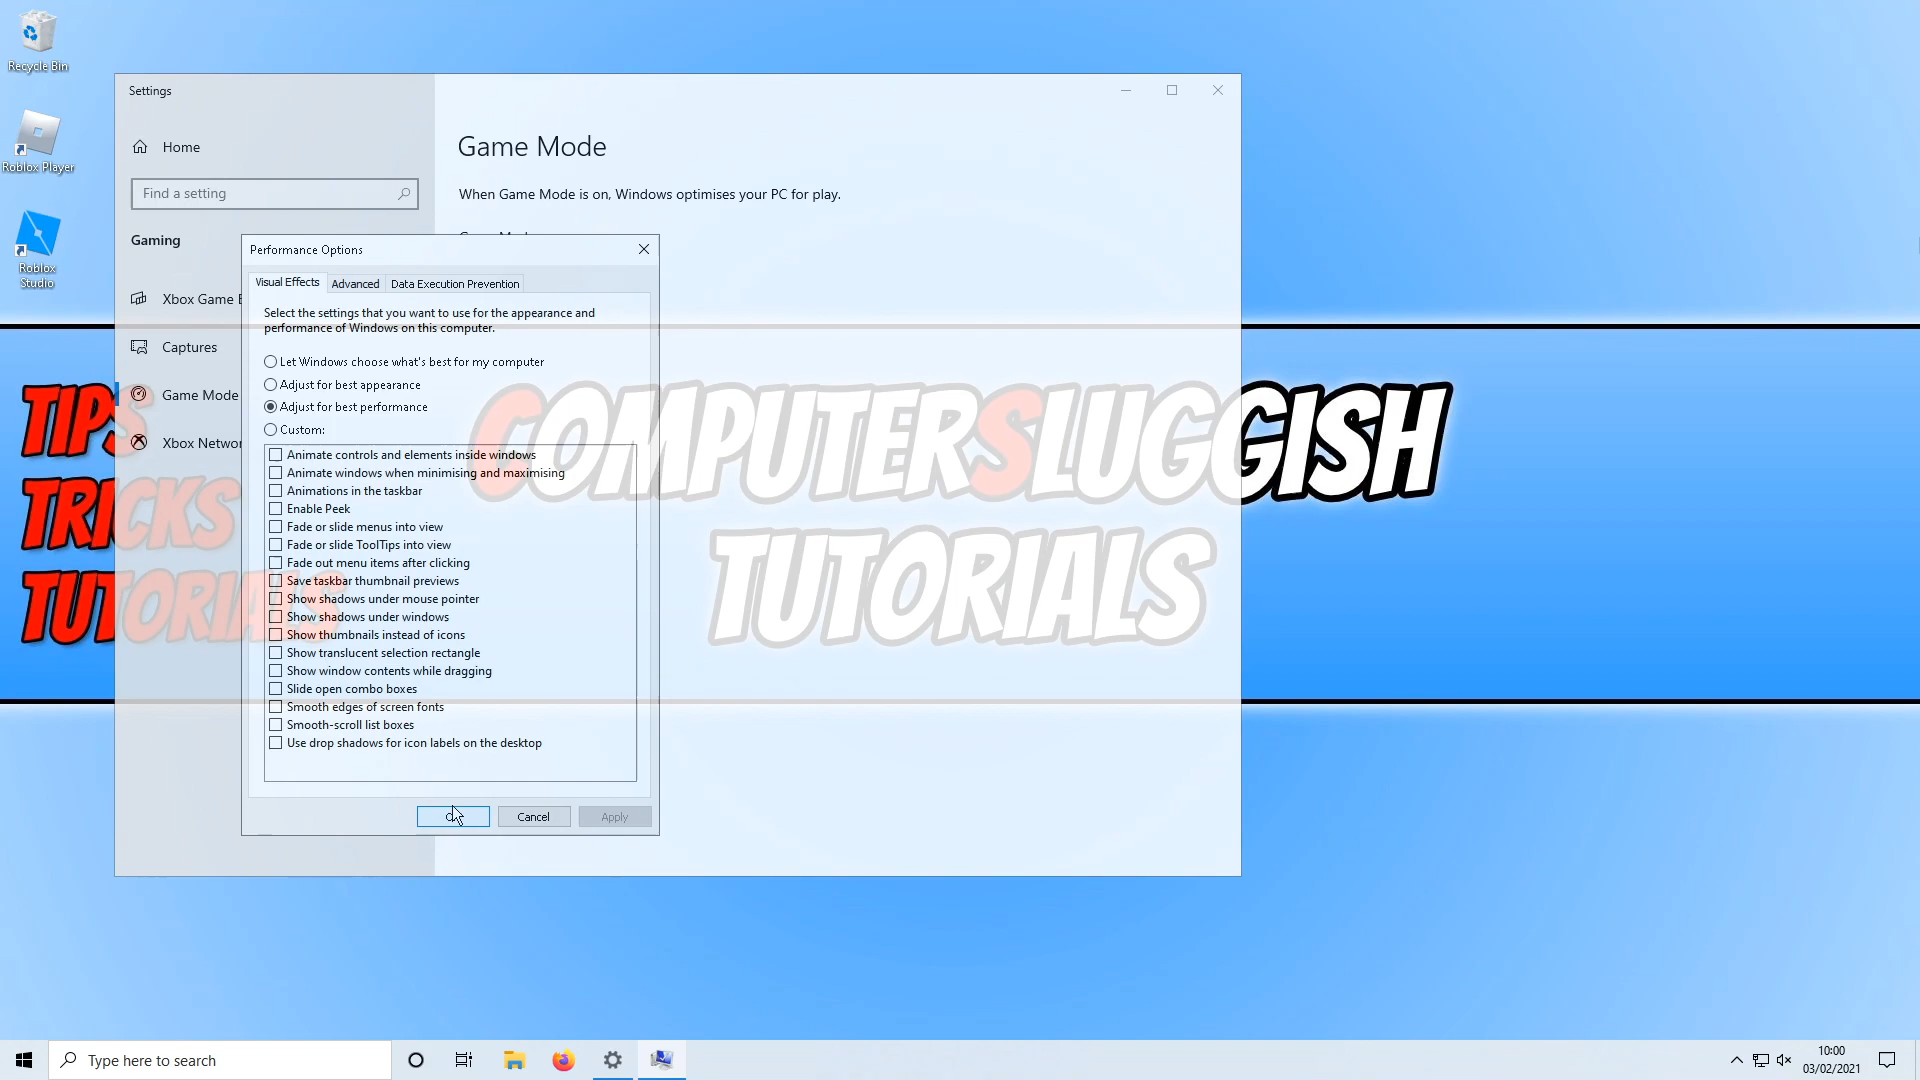 Recycle Bin
Roblox Player
Roblox
Studio
Settings
Home
Find a setting
Gaming
Xbox Game
Captures
Game Mode
Xbox
Game Mode
When Game Mode is on, Windows optimises your PC for play.
Performance Options
Visual Effects
Advanced
Data Execution Prevention
Select the settings that you want to use for the appearance and
performance of Windows on this computer.
Let Windows choose what's best for my computer
Adjust for best appearance
Adjust for best performance
Custom:
Animate controls and elements inside windows
Animate windows when minimising and maximising
Animations in the taskbar
Enable Peek
Fade or slide menus into view
Fade or slide ToolTips into view
Fade out menu items after clicking
Save taskbar thumbnail previews
Show shadows under mouse pointer
Show shadows under windows
Show thumbnails instead of icons
Show translucent selection rectangle
Show window contents while dragging
Slide open combo boxes
Smooth edges of screen fonts
Smooth-scroll list boxes
Use drop shadows for icon labels on the desktop
Cancel
Apply
TIPS
TRICKS
TUTORIALS
COMPUTERSLUGGISH
TUTORIALS
Type here to search
10:00
03/02/2021